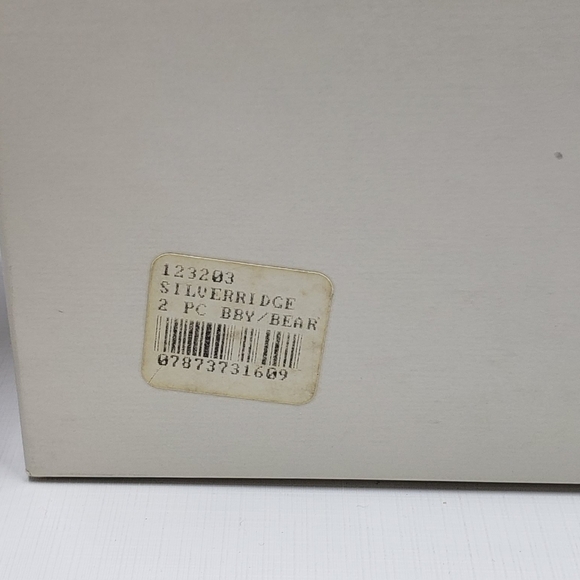 123203
SILVERRIDGE
2 PC BBY/BEAR
07873731609